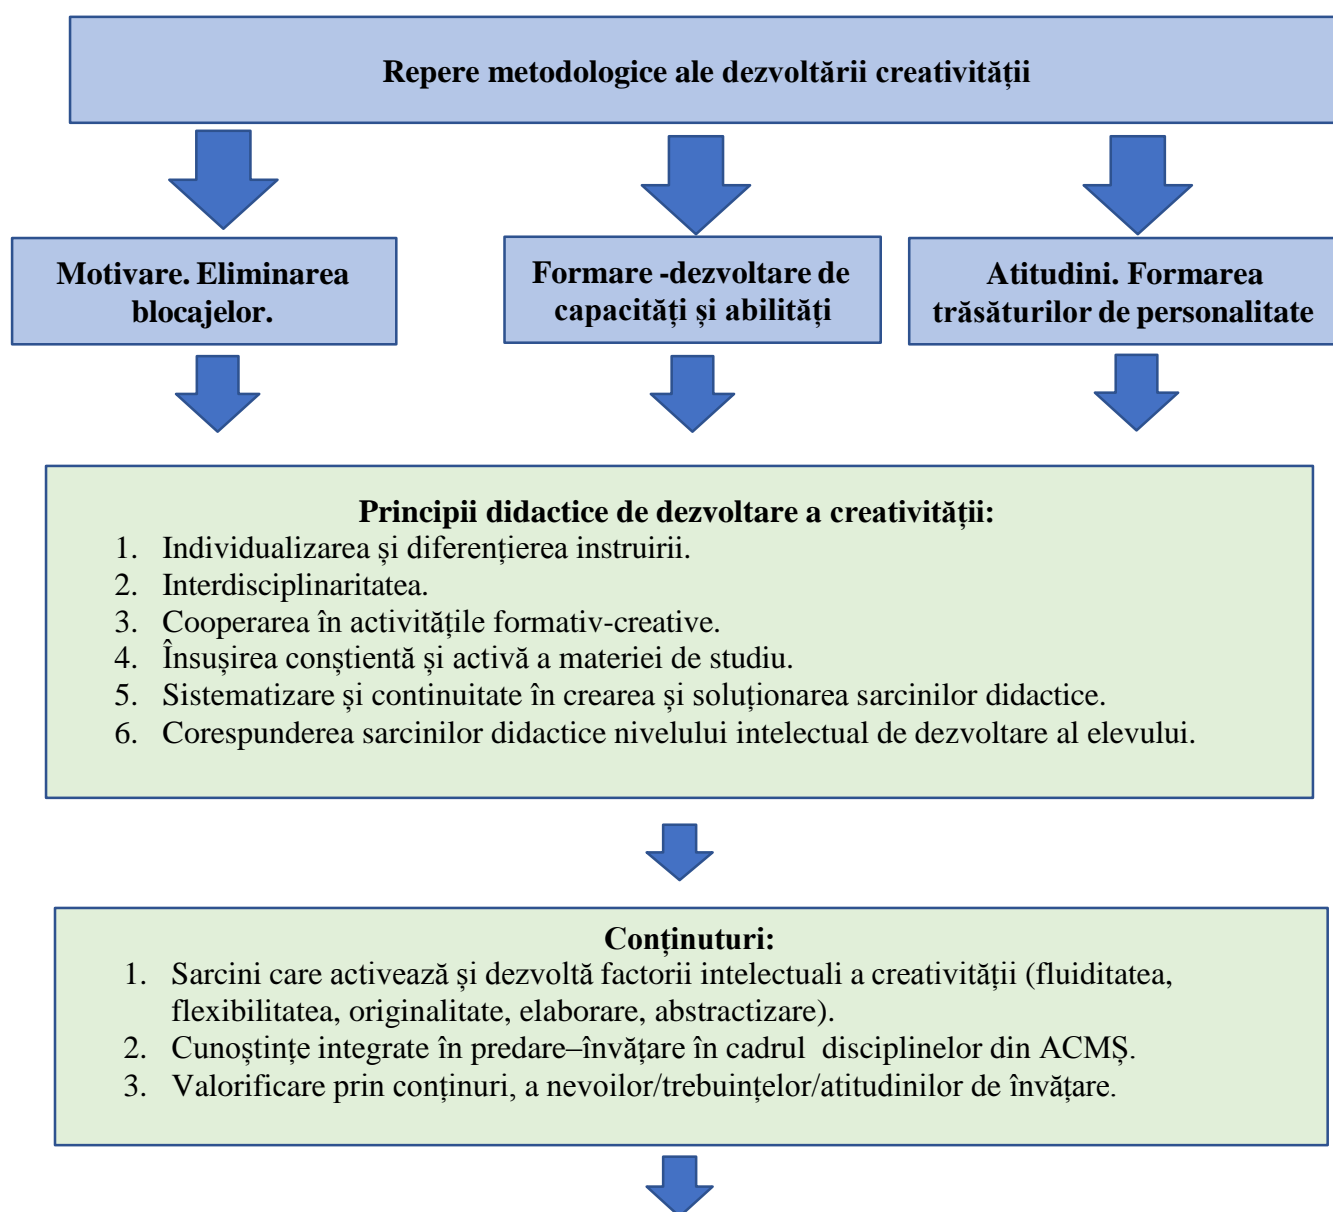 Repere metodologice ale dezvoltării creativității
Motivare. Eliminarea
blocajelor.
Formare -dezvoltare de
capacități și abilități
Atitudini. Formarea
trăsăturilor de personalitate
Principii didactice de dezvoltare a creativității:
1. Individualizarea și diferențierea instruirii.
2. Interdisciplinaritatea.
3. Cooperarea în activitățile formativ-creative.
4. Însușirea conștientă și activă a materiei de studiu.
5. Sistematizare și continuitate în crearea și soluționarea sarcinilor didactice.
6. Corespunderea sarcinilor didactice nivelului intelectual de dezvoltare al elevului.
Conținuturi:
1. Sarcini care activează și dezvoltă factorii intelectuali a creativității (fluiditatea,
flexibilitatea, originalitate, elaborare, abstractizare).
2. Cunoștințe integrate în predare–învățare în cadrul disciplinelor din ACMȘ.
3. Valorificare prin conținuri, a nevoilor/trebuințelor/atitudinilor de învățare.